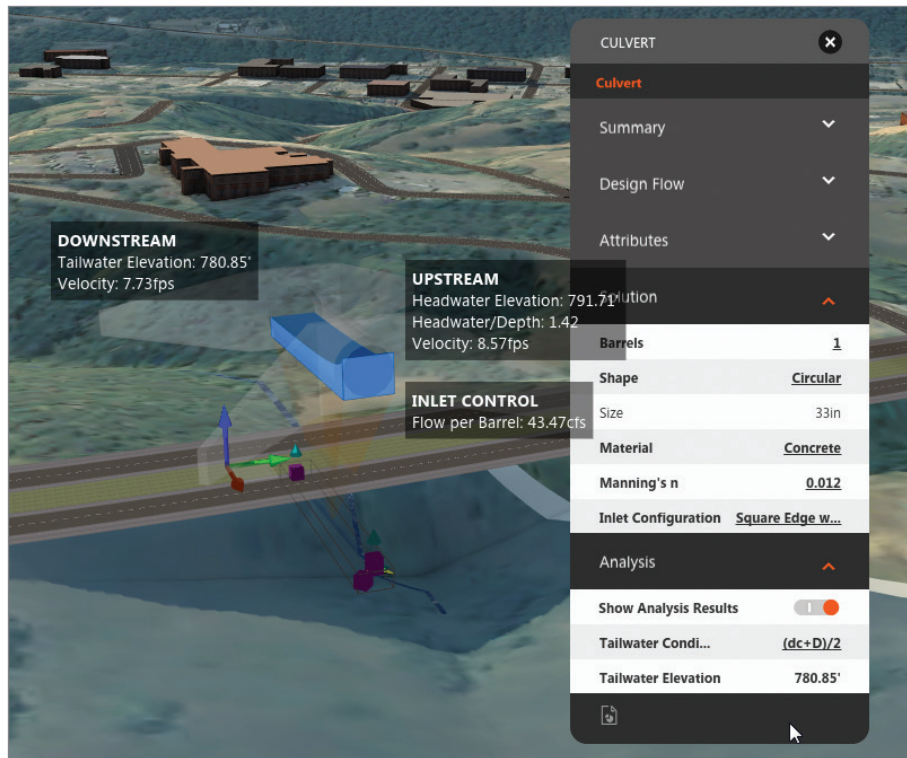 CULVERT
Culvert
Summary
Design Flow
Attributes
DOWNSTREAM
Tailwater Elevation: 780.85'
Velocity: 7.73fps
UPSTREAM
Headwater Elevation: 791.71'
Headwater/Depth: 1.42
Velocity: 8.57fps
INLET CONTROL
Flow per Barrel: 43.47cfs
Solution
Barrels 1
Shape Circular
Size 33in
Material Concrete
Manning's n 0.012
Inlet Configuration Square Edge w...
Analysis
Show Analysis Results
Tailwater Condi... (dc+D)/2
Tailwater Elevation 780.85'